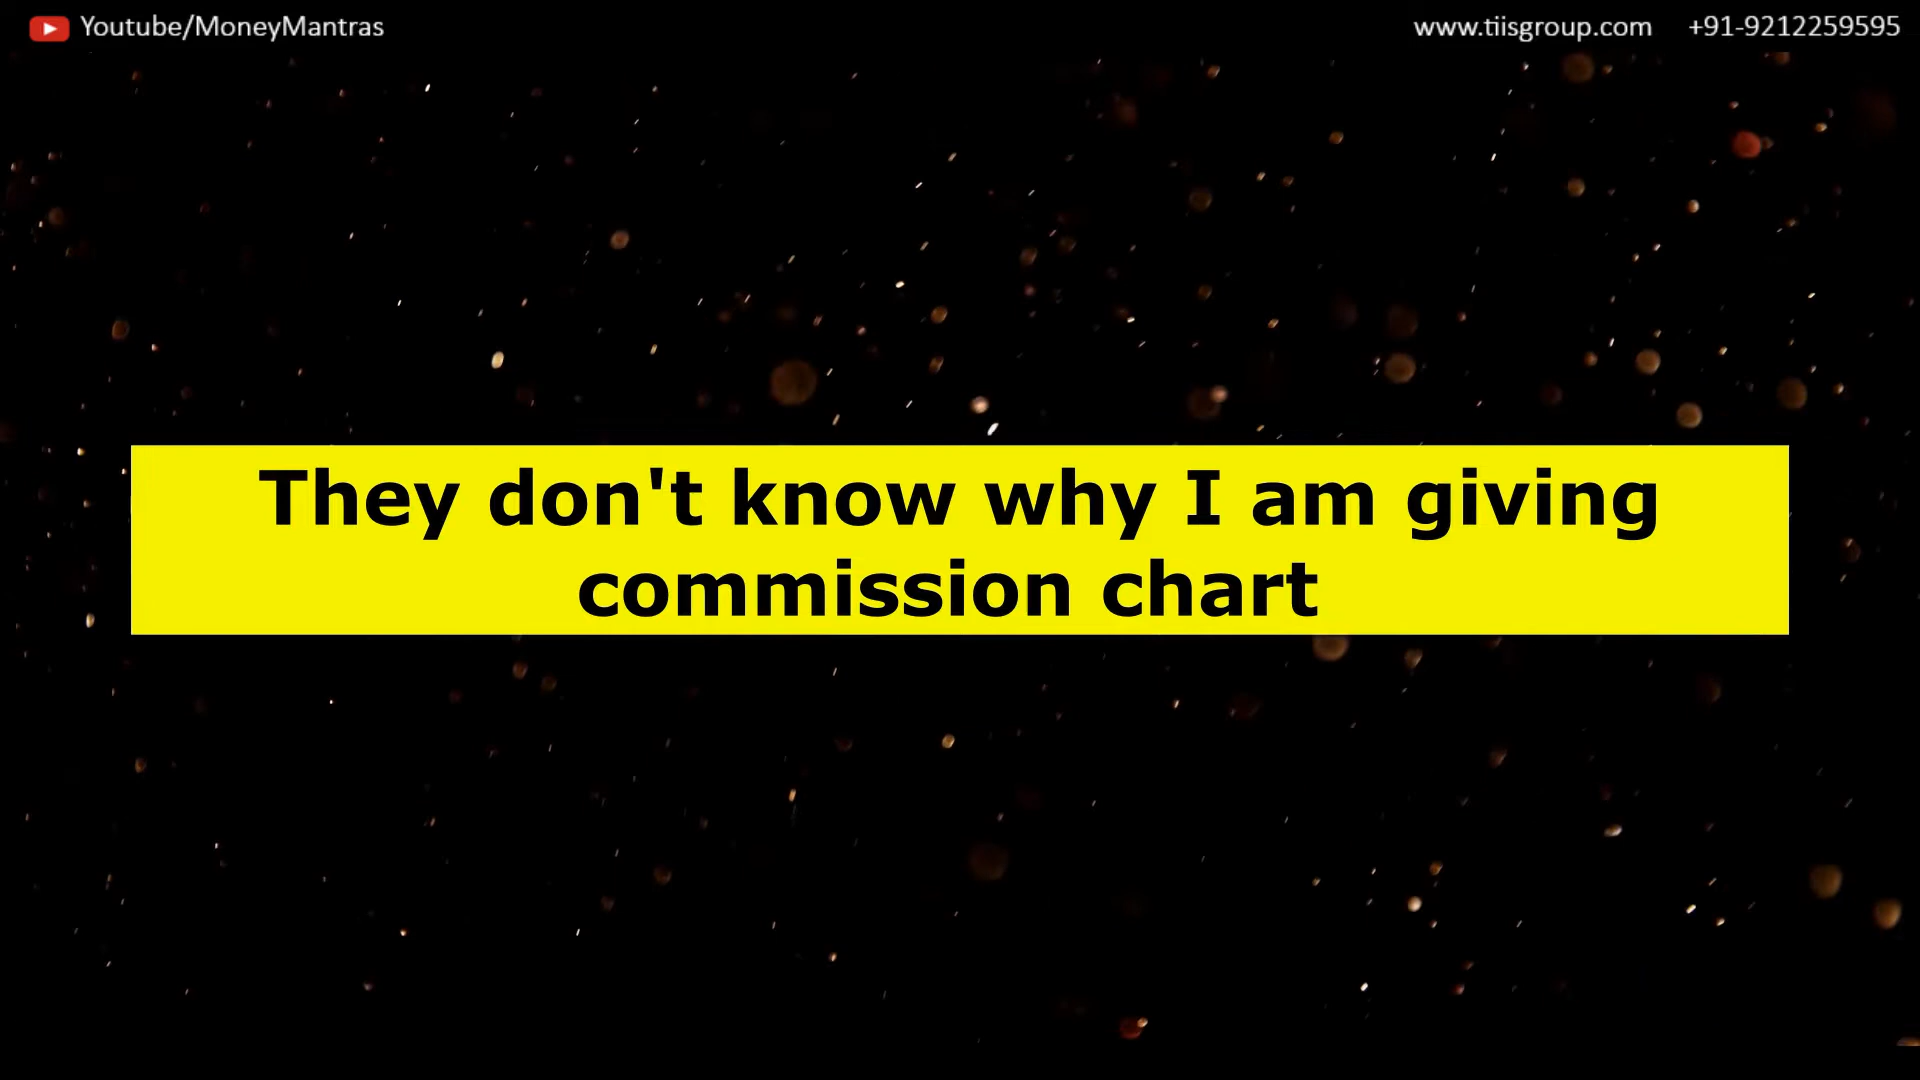 Youtube/MoneyMantras
www.tiisgroup.com +91-9212259595
They don't know why I am giving
commission chart